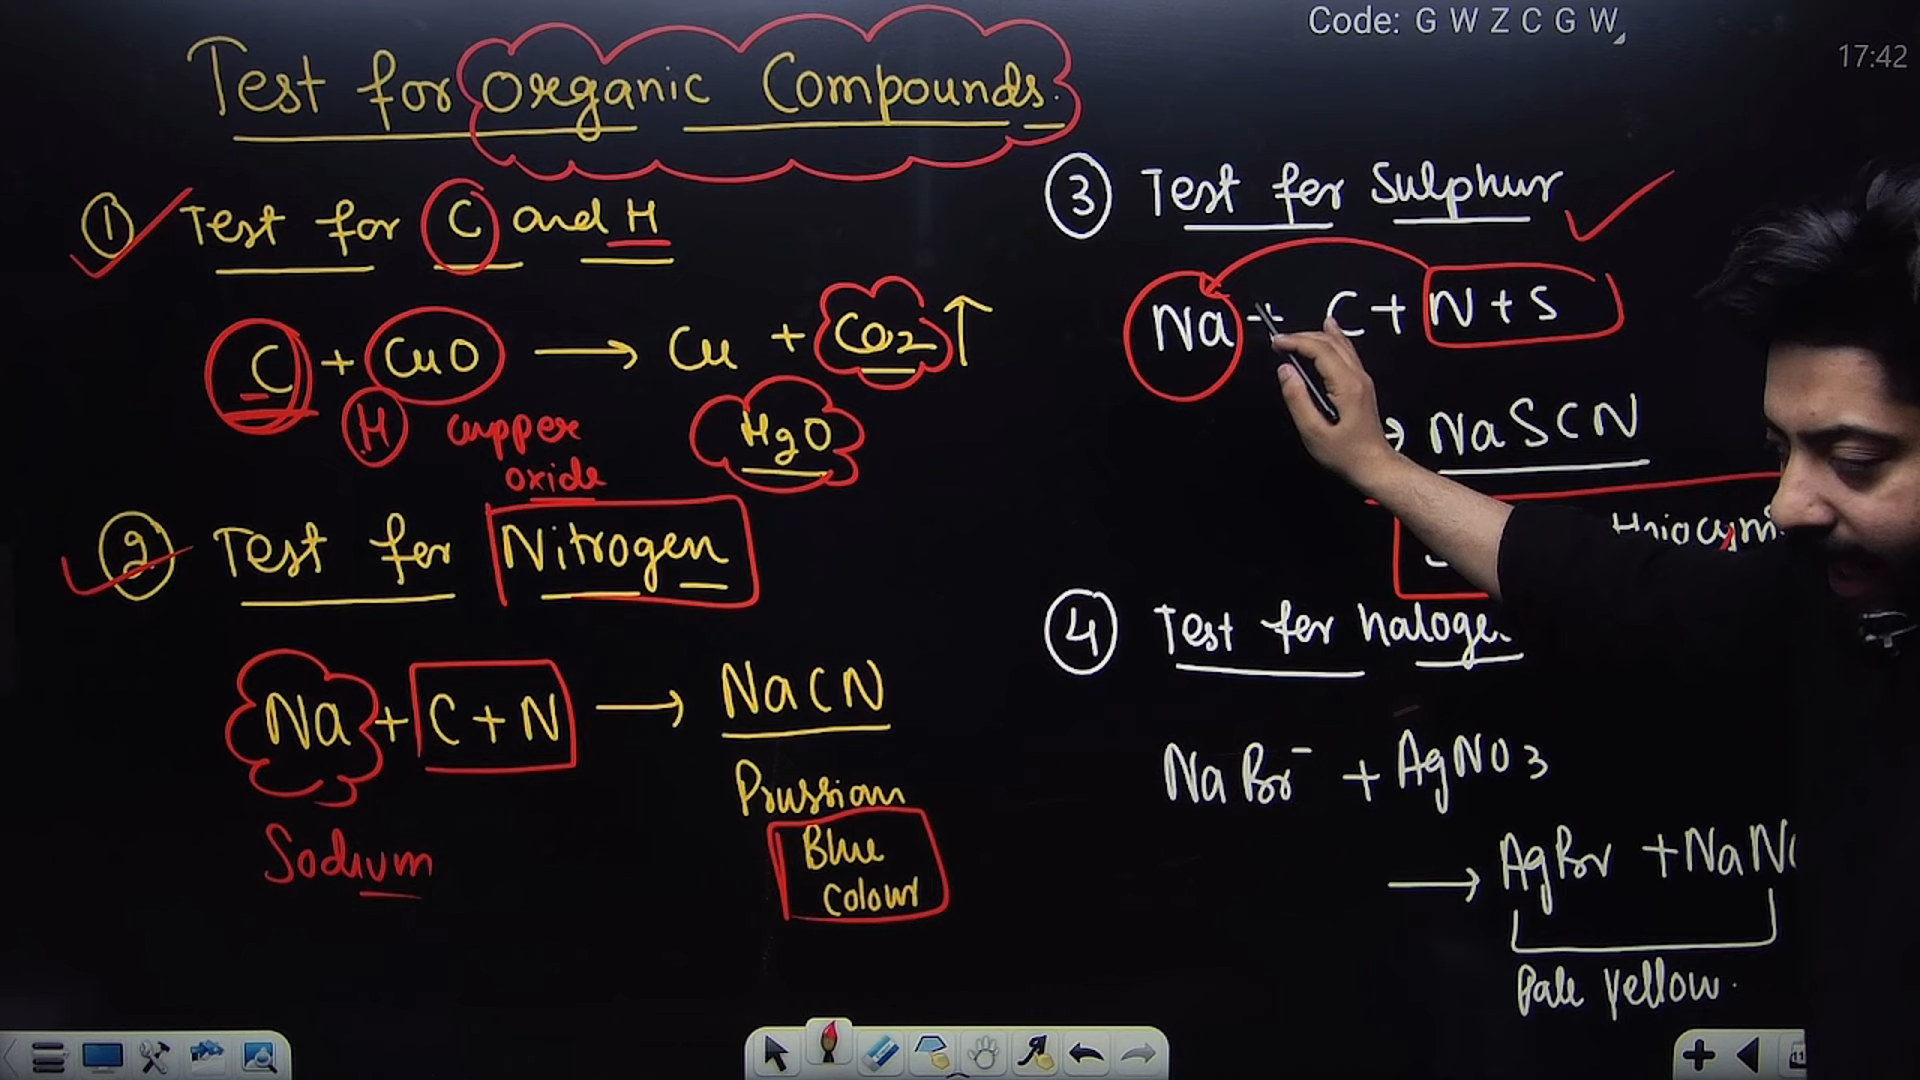 Code: G W Z C G W
17:42
Test for Organic Compounds.
① Test for C and H
C + CuO → Cu + CO2 ↑
H cupper HgO
oxide
② Test for Nitrogen
Na + C + N → NaCN
Prussian
Sodium Blue
colour
③ Test for Sulphur
Na + C + N + S
→ NaSCN
④ Test for haloge
NaBr⁻ + AgNO3
→ AgBr + NaN
Pale Yellow.